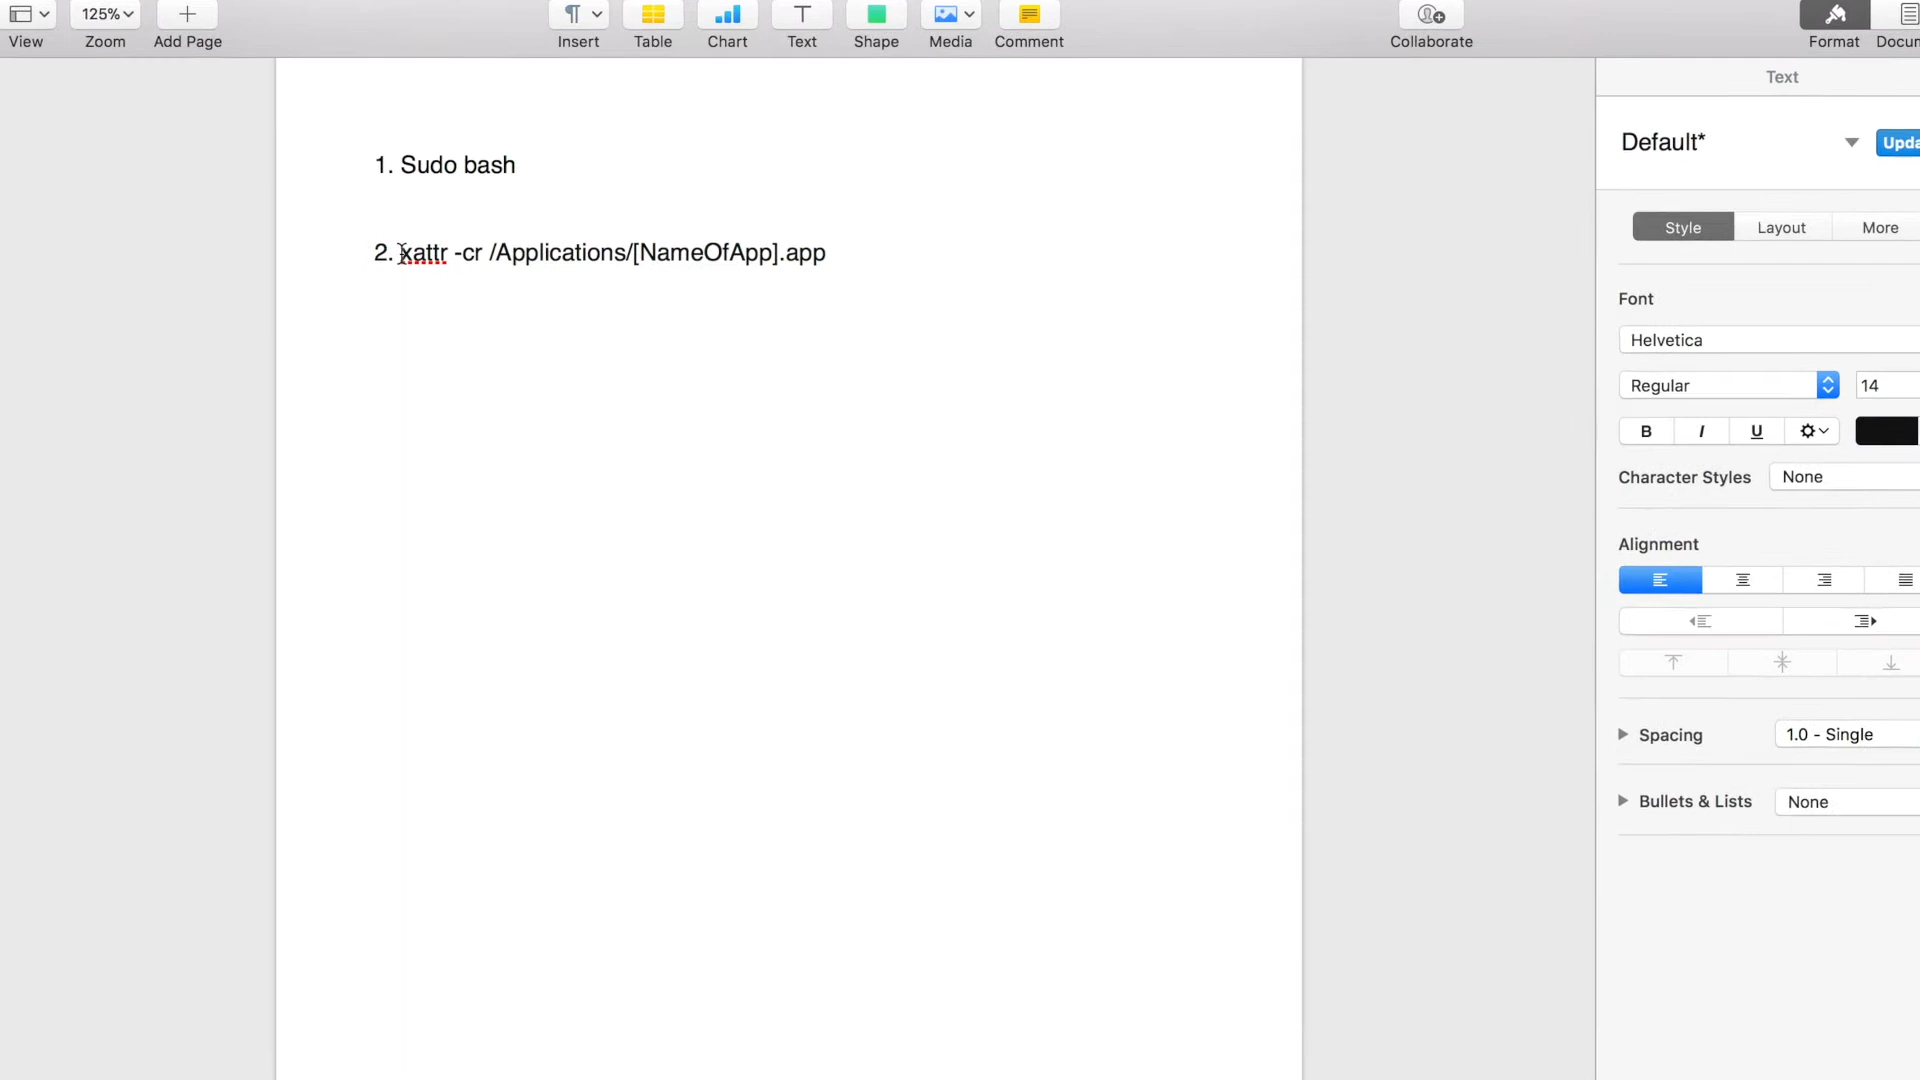 125%
View
Zoom
Add Page
Insert
Table
Chart
Text
Shape
Media
Comment
Collaborate
Format
Docum
Text
1. Sudo bash
2. xattr -cr /Applications/[NameOfApp].app
Default*
Upda
Style
Layout
More
Font
Helvetica
Regular
14
B I U
Character Styles
None
Alignment
Spacing
1.0 - Single
Bullets & Lists
None